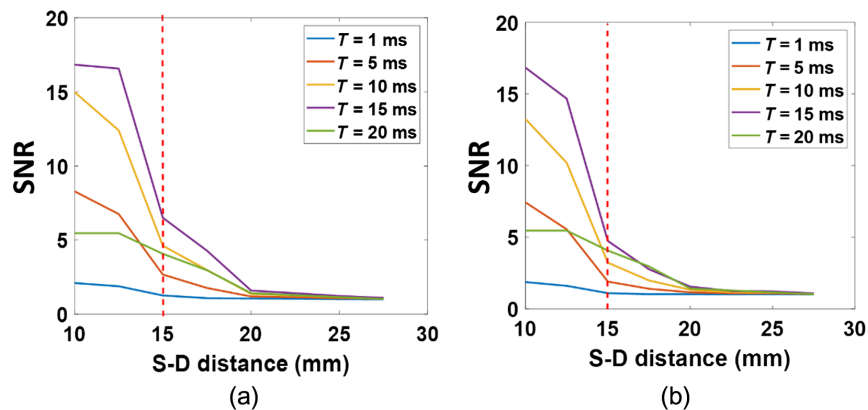 20
15
10
5
0
10
15
20
25
30
SNR
S-D distance (mm)
T = 1 ms
T = 5 ms
T = 10 ms
T = 15 ms
T = 20 ms
(a)
20
15
10
5
0
10
15
20
25
30
SNR
S-D distance (mm)
T = 1 ms
T = 5 ms
T = 10 ms
T = 15 ms
T = 20 ms
(b)